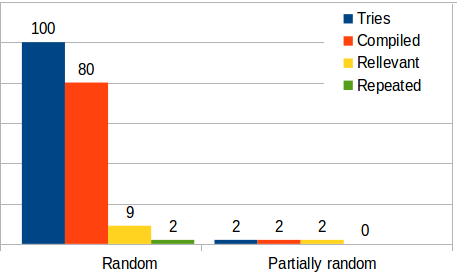 Tries
Compiled
Rellevant
Repeated
100
80
9
2
2
2
2
0
Random
Partially random